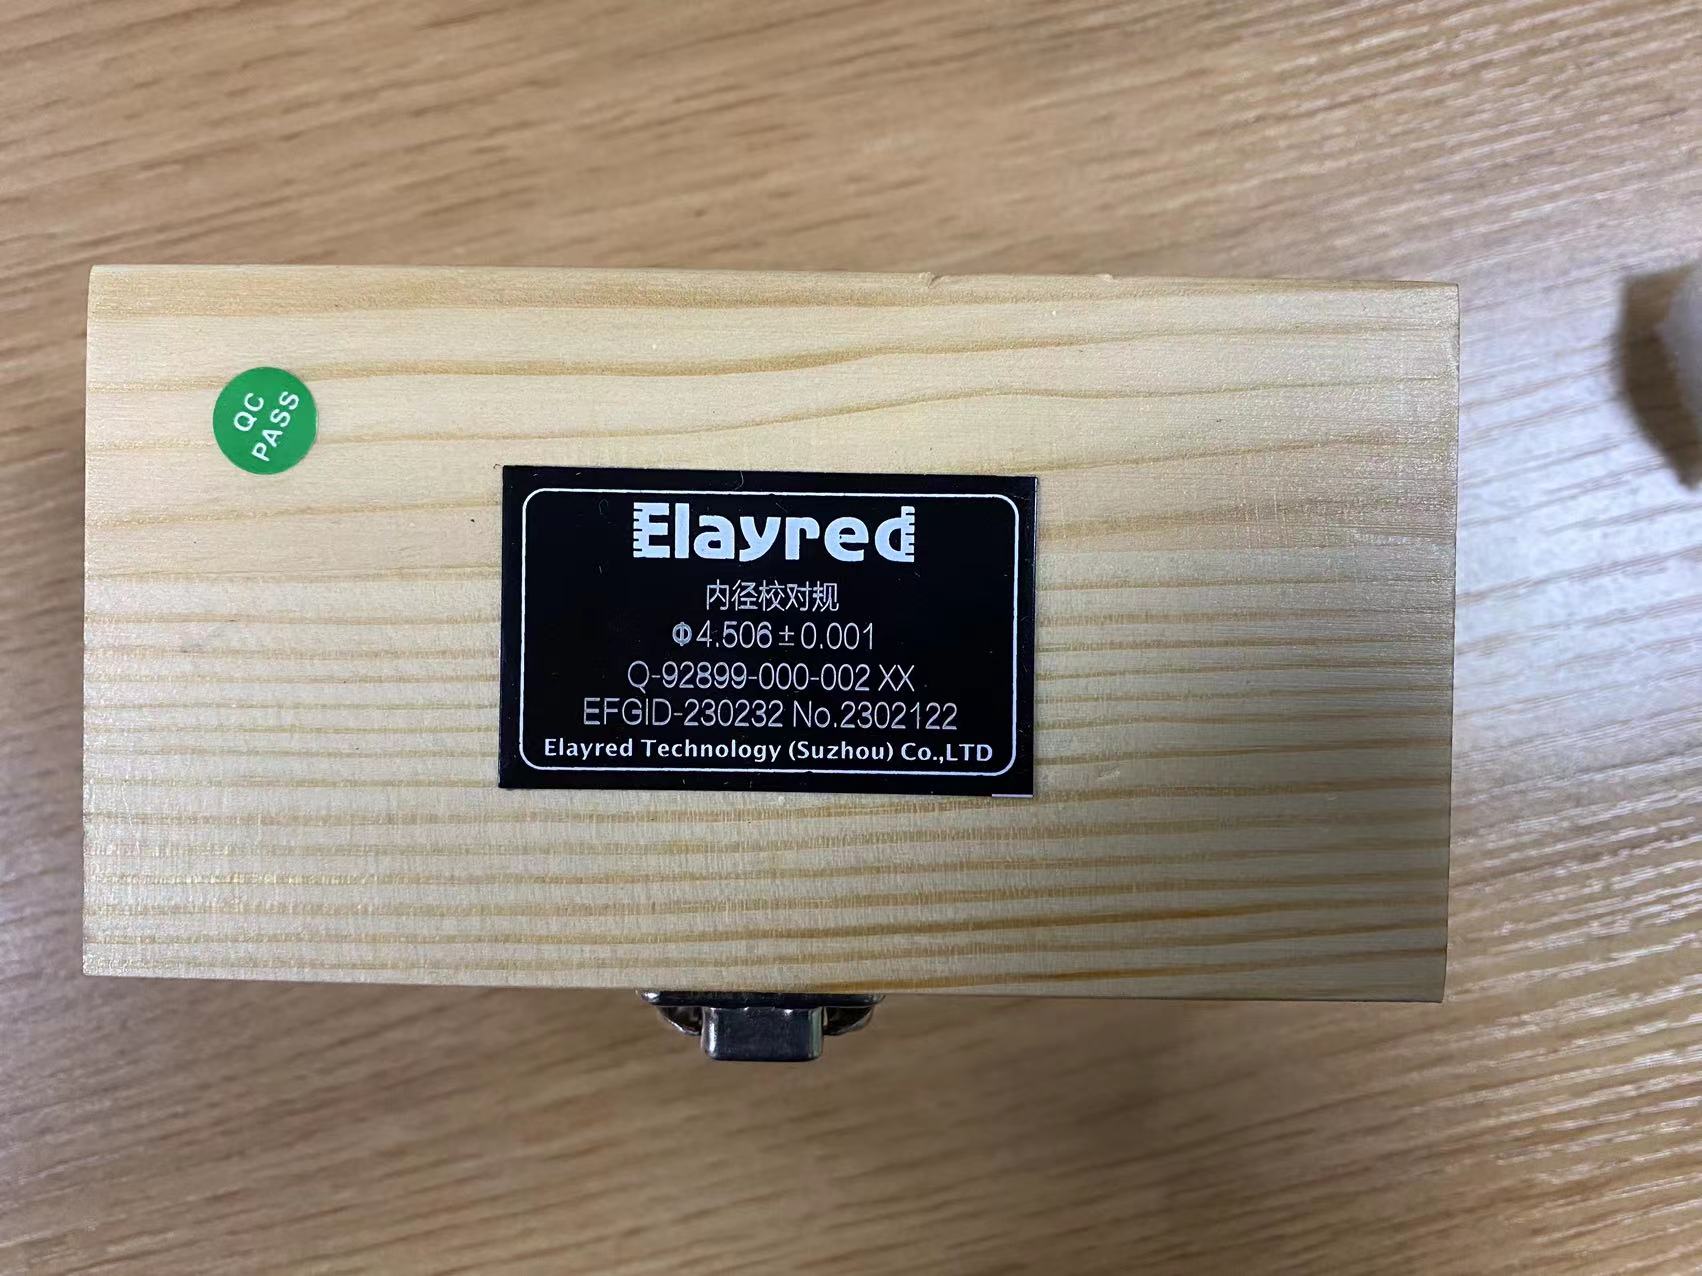 QC
PASS
Elayred
内径校对规
Φ4.506±0.001
Q-92899-000-002 XX
EFGID-230232 No.2302122
Elayred Technology (Suzhou) Co.,LTD